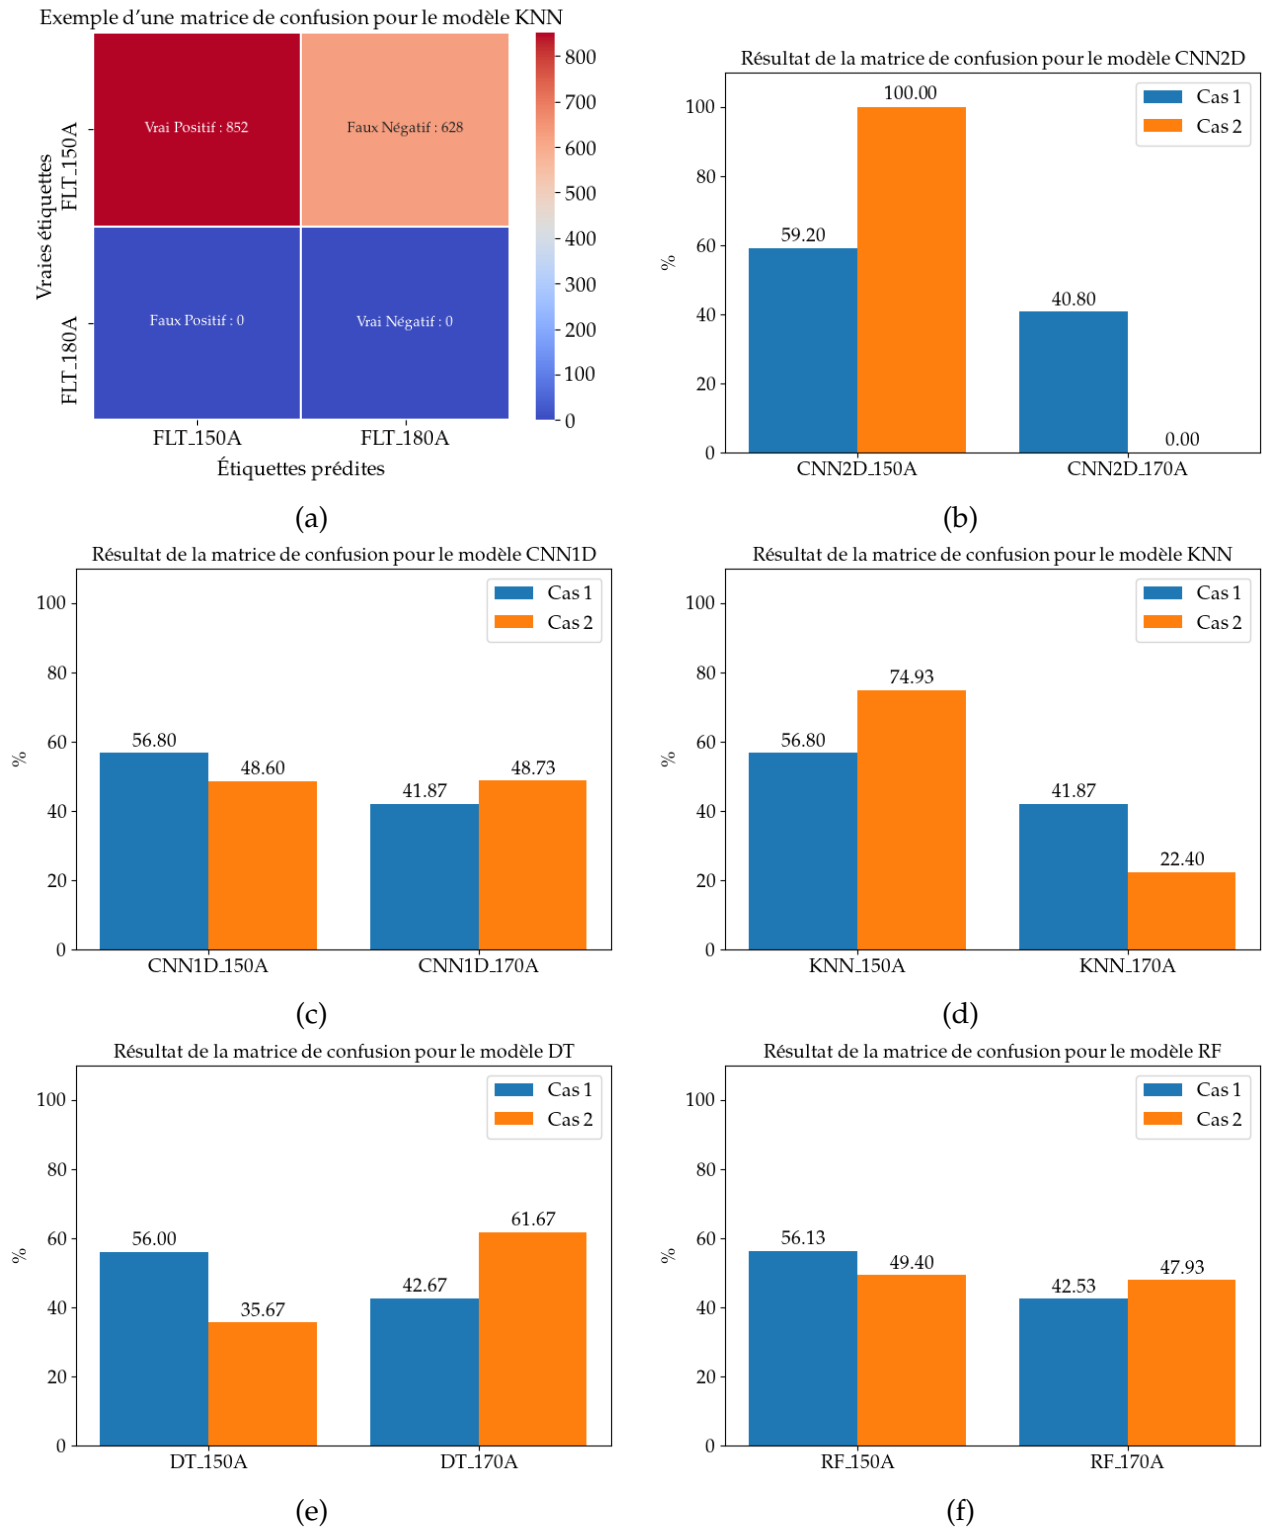 Exemple d’une matrice de confusion pour le modèle KNN
Vraies étiquettes
FLT_150A
FLT_180A
Vrai Positif : 852
Faux Négatif : 628
Faux Positif : 0
Vrai Négatif : 0
FLT_150A
FLT_180A
Étiquettes prédites
800
700
600
500
400
300
200
100
0
(a)
Résultat de la matrice de confusion pour le modèle CNN2D
%
100
80
60
40
20
0
59.20
100.00
40.80
0.00
Cas 1
Cas 2
CNN2D_150A
CNN2D_170A
(b)
Résultat de la matrice de confusion pour le modèle CNN1D
%
100
80
60
40
20
0
56.80
48.60
41.87
48.73
Cas 1
Cas 2
CNN1D_150A
CNN1D_170A
(c)
Résultat de la matrice de confusion pour le modèle KNN
%
100
80
60
40
20
0
56.80
74.93
41.87
22.40
Cas 1
Cas 2
KNN_150A
KNN_170A
(d)
Résultat de la matrice de confusion pour le modèle DT
%
100
80
60
40
20
0
56.00
35.67
42.67
61.67
Cas 1
Cas 2
DT_150A
DT_170A
(e)
Résultat de la matrice de confusion pour le modèle RF
%
100
80
60
40
20
0
56.13
49.40
42.53
47.93
Cas 1
Cas 2
RF_150A
RF_170A
(f)